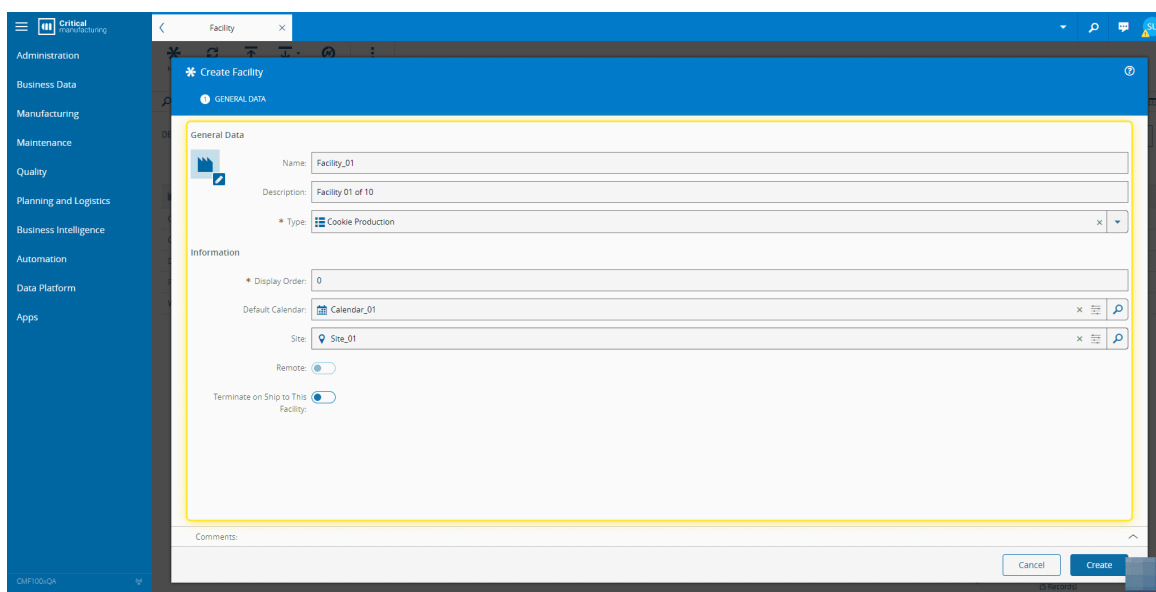 Critical
manufacturing
Facility
SU
Administration
Business Data
Manufacturing
Maintenance
Quality
Planning and Logistics
Business Intelligence
Automation
Data Platform
Apps
CMF100xQA
Create Facility
1 GENERAL DATA
General Data
Name: Facility_01
Description: Facility 01 of 10
* Type: Cookie Production
Information
* Display Order: 0
Default Calendar: Calendar_01
Site: Site_01
Remote:
Terminate on Ship to This
Facility:
Comments:
Cancel Create